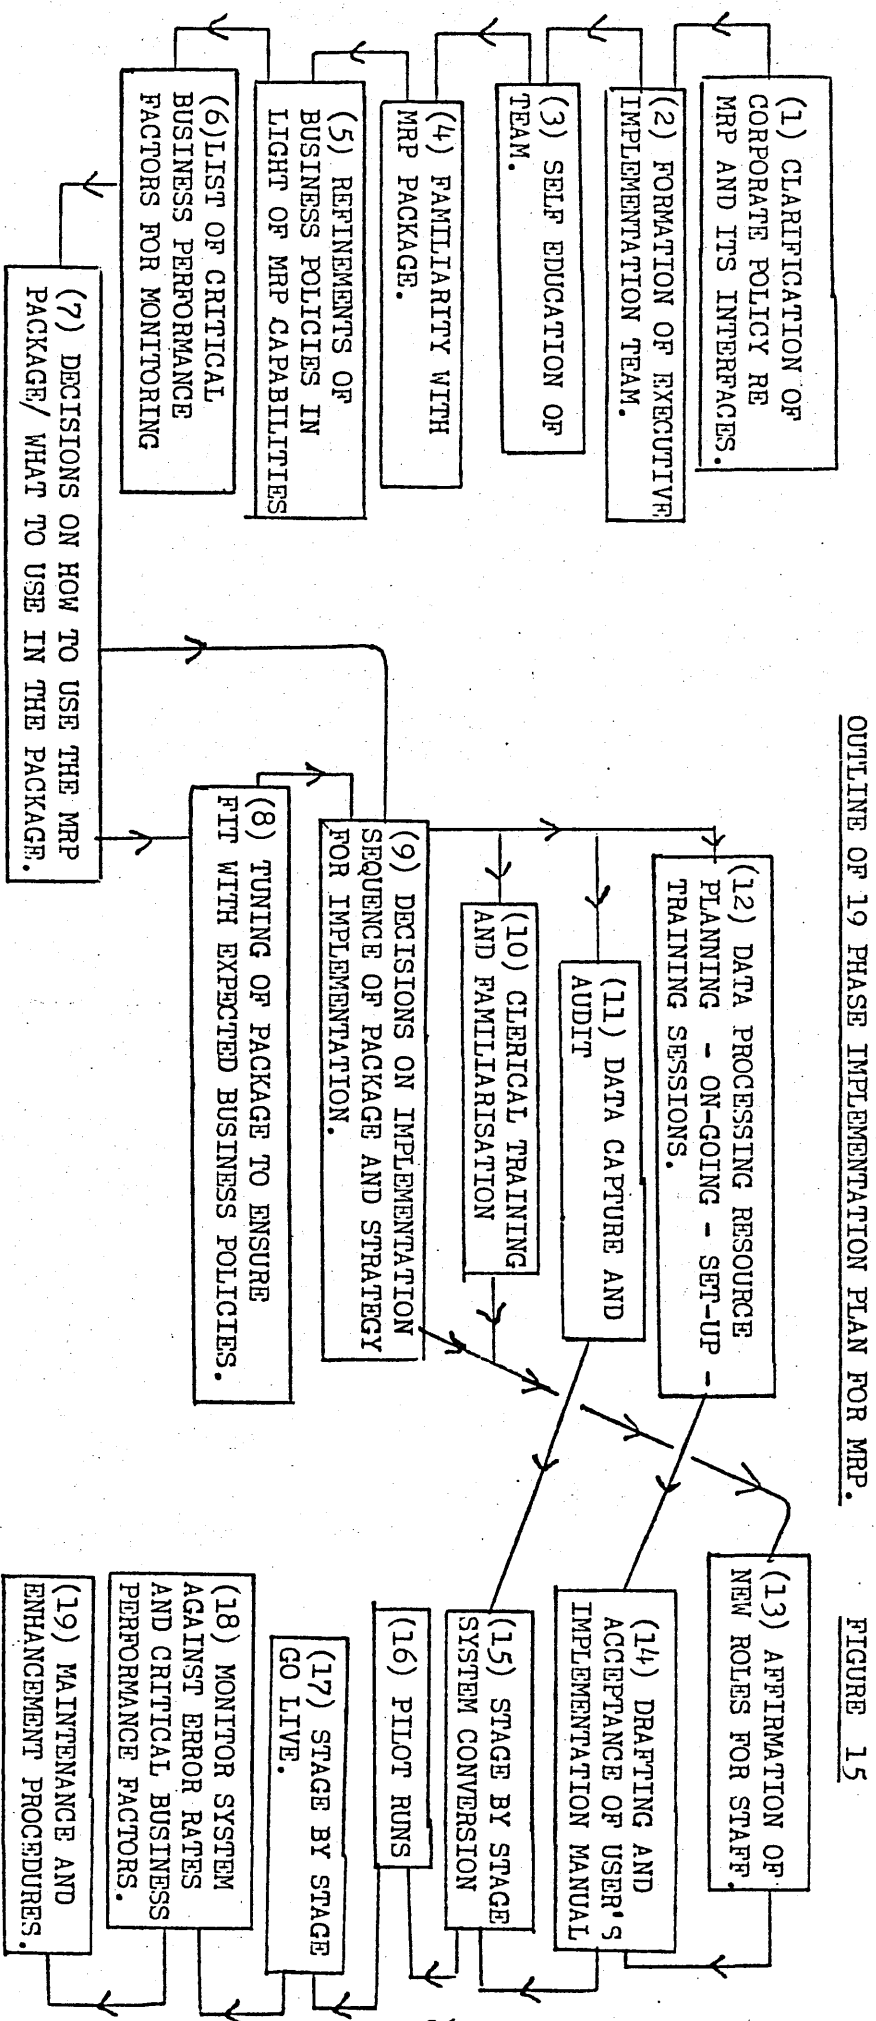 OUTLINE OF 19 PHASE IMPLEMENTATION PLAN FOR MRP.
FIGURE 15
(1) CLARIFICATION OF
CORPORATE POLICY RE
MRP AND ITS INTERFACES.
(2) FORMATION OF EXECUTIVE
IMPLEMENTATION TEAM.
(3) SELF EDUCATION OF
TEAM.
(4) FAMILIARITY WITH
MRP PACKAGE.
(5) REFINEMENTS OF
BUSINESS POLICIES IN
LIGHT OF MRP CAPABILITIES
(6)LIST OF CRITICAL
BUSINESS PERFORMANCE
FACTORS FOR MONITORING
(7) DECISIONS ON HOW TO USE THE MRP
PACKAGE/ WHAT TO USE IN THE PACKAGE.
(12) DATA PROCESSING RESOURCE
PLANNING - ON-GOING - SET-UP -
TRAINING SESSIONS.
(11) DATA CAPTURE AND
AUDIT
(10) CLERICAL TRAINING
AND FAMILIARISATION
(9) DECISIONS ON IMPLEMENTATION
SEQUENCE OF PACKAGE AND STRATEGY
FOR IMPLEMENTATION.
(8) TUNING OF PACKAGE TO ENSURE
FIT WITH EXPECTED BUSINESS POLICIES.
(13) AFFIRMATION OF
NEW ROLES FOR STAFF.
(14) DRAFTING AND
ACCEPTANCE OF USER'S
IMPLEMENTATION MANUAL
(15) STAGE BY STAGE
SYSTEM CONVERSION
(16) PILOT RUNS
(17) STAGE BY STAGE
GO LIVE.
(18) MONITOR SYSTEM
AGAINST ERROR RATES
AND CRITICAL BUSINESS
PERFORMANCE FACTORS.
(19) MAINTENANCE AND
ENHANCEMENT PROCEDURES.